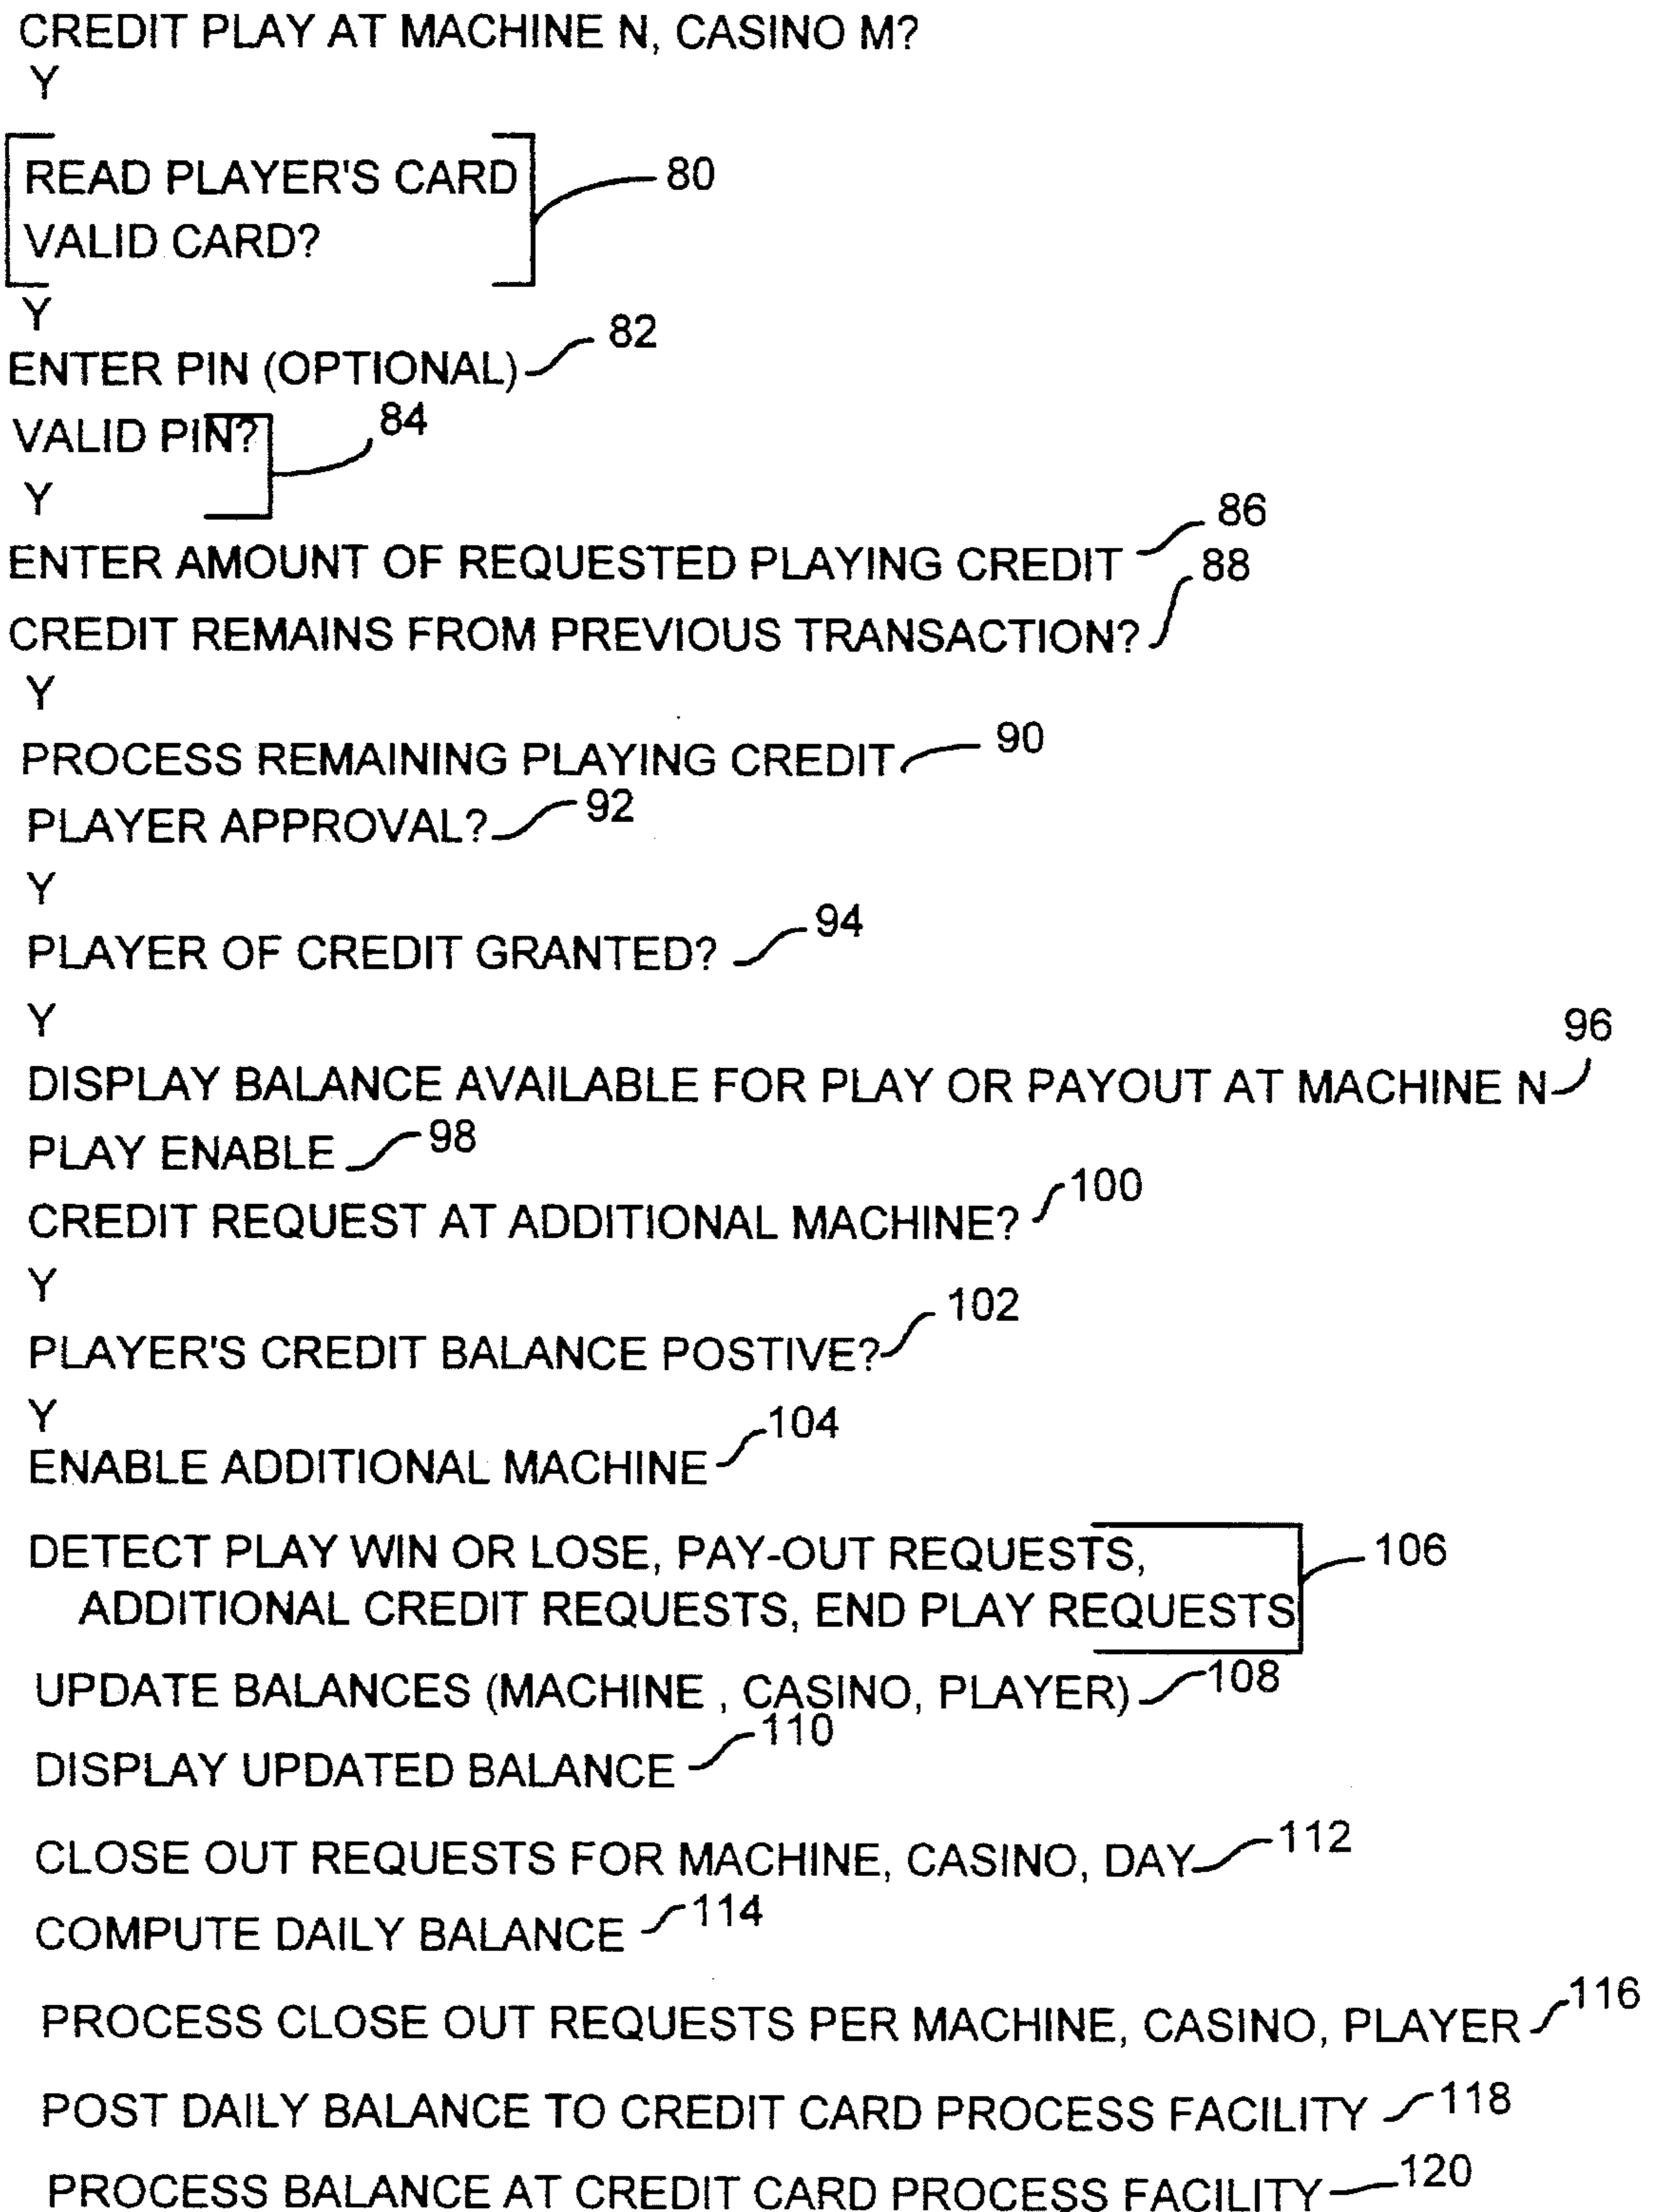 CREDIT PLAY AT MACHINE N, CASINO M?
Y
READ PLAYER'S CARD 80
VALID CARD?
Y
ENTER PIN (OPTIONAL) 82
VALID PIN? 84
Y
ENTER AMOUNT OF REQUESTED PLAYING CREDIT 86
CREDIT REMAINS FROM PREVIOUS TRANSACTION? 88
Y
PROCESS REMAINING PLAYING CREDIT 90
PLAYER APPROVAL? 92
Y
PLAYER OF CREDIT GRANTED? 94
Y
DISPLAY BALANCE AVAILABLE FOR PLAY OR PAYOUT AT MACHINE N 96
PLAY ENABLE 98
CREDIT REQUEST AT ADDITIONAL MACHINE? 100
Y
PLAYER'S CREDIT BALANCE POSTIVE? 102
Y
ENABLE ADDITIONAL MACHINE 104
DETECT PLAY WIN OR LOSE, PAY-OUT REQUESTS, 106
ADDITIONAL CREDIT REQUESTS, END PLAY REQUESTS
UPDATE BALANCES (MACHINE , CASINO, PLAYER) 108
DISPLAY UPDATED BALANCE 110
CLOSE OUT REQUESTS FOR MACHINE, CASINO, DAY 112
COMPUTE DAILY BALANCE 114
PROCESS CLOSE OUT REQUESTS PER MACHINE, CASINO, PLAYER 116
POST DAILY BALANCE TO CREDIT CARD PROCESS FACILITY 118
PROCESS BALANCE AT CREDIT CARD PROCESS FACILITY 120